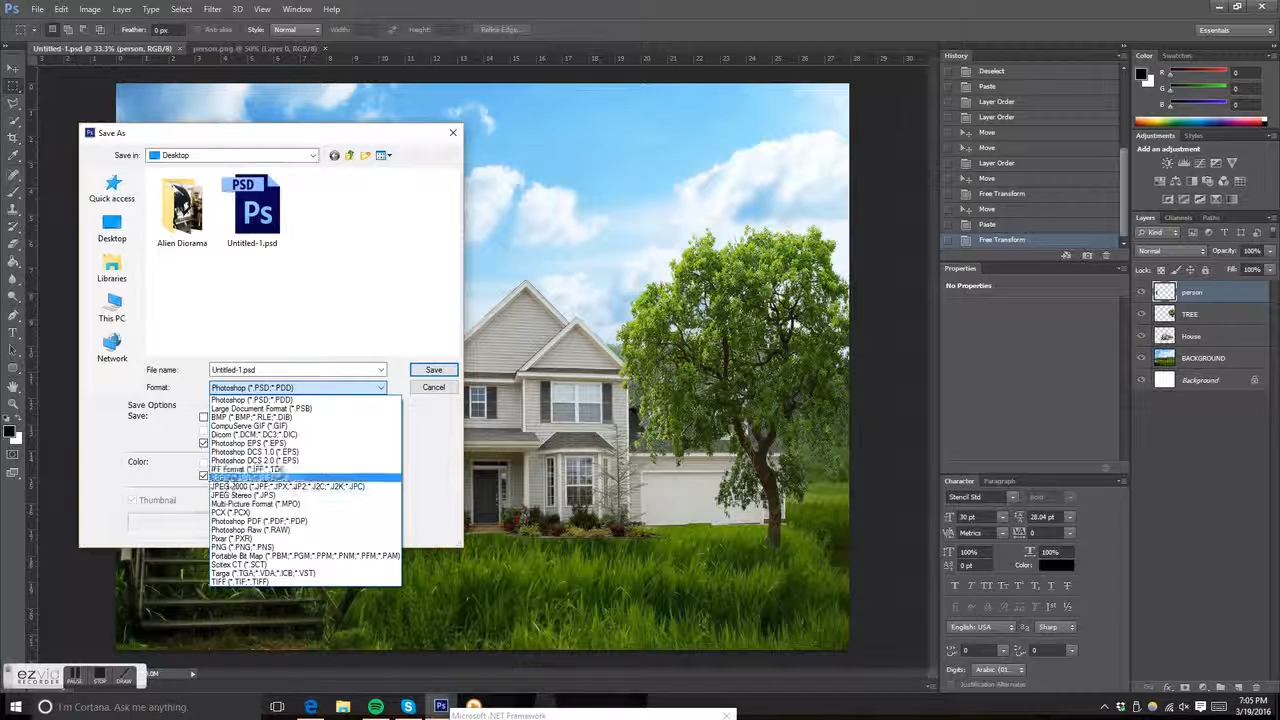 Ps File Edit Image Layer Type Select Filter 3D View Window Help
Feather: 0 px Anti-alias Style: Normal Width: Height: Refine Edge... Essentials
Untitled-1.psd @ 33.3% (person, RGB/8) × person.png @ 50% (Layer 0, RGB/8) ×
Save As
Save in: Desktop
Quick access
Desktop
Libraries
This PC
Network
Alien Diorama
PSD
Ps
Untitled-1.psd
File name: Untitled-1.psd Save
Format: Photoshop (*.PSD;*.PDD) Cancel
Save Options
Save:
Color:
Thumbnail
Photoshop (*.PSD;*.PDD)
Large Document Format (*.PSB)
BMP (*.BMP;*.RLE;*.DIB)
CompuServe GIF (*.GIF)
Dicom (*.DCM;*.DC3;*.DIC)
Photoshop EPS (*.EPS)
Photoshop DCS 1.0 (*.EPS)
Photoshop DCS 2.0 (*.EPS)
JPEG 2000 (*.JPF;*.JPX;*.JP2;*.J2C;*.J2K;*.JPC)
JPEG Stereo (*.JPS)
Multi-Picture Format (*.MPO)
PCX (*.PCX)
Photoshop PDF (*.PDF;*.PDP)
Photoshop Raw (*.RAW)
Pixar (*.PXR)
PNG (*.PNG;*.PNS)
Portable Bit Map (*.PBM;*.PGM;*.PPM;*.PNM;*.PFM;*.PAM)
Scitex CT (*.SCT)
Targa (*.TGA;*.VDA;*.ICB;*.VST)
TIFF (*.TIF;*.TIFF)
History
Deselect
Paste
Layer Order
Layer Order
Move
Move
Layer Order
Move
Free Transform
Move
Paste
Free Transform
Properties
No Properties
Character Paragraph
Stencil Std
30 pt 28.04 pt
Metrics 0
100% 100%
0 pt Color:
English: USA Sharp
0 0
Digits: Arabic (01...
Justification Alternates
Color Swatches
R 0
G 0
B 0
Adjustments Styles
Add an adjustment
Layers Channels Paths
Kind
Normal Opacity: 100%
Lock: Fill: 100%
person
TREE
House
BACKGROUND
Background
ezvid
RECORDER
PAUSE STOP DRAW
I'm Cortana. Ask me anything.
Microsoft .NET Framework
7:05 PM
3/19/2016